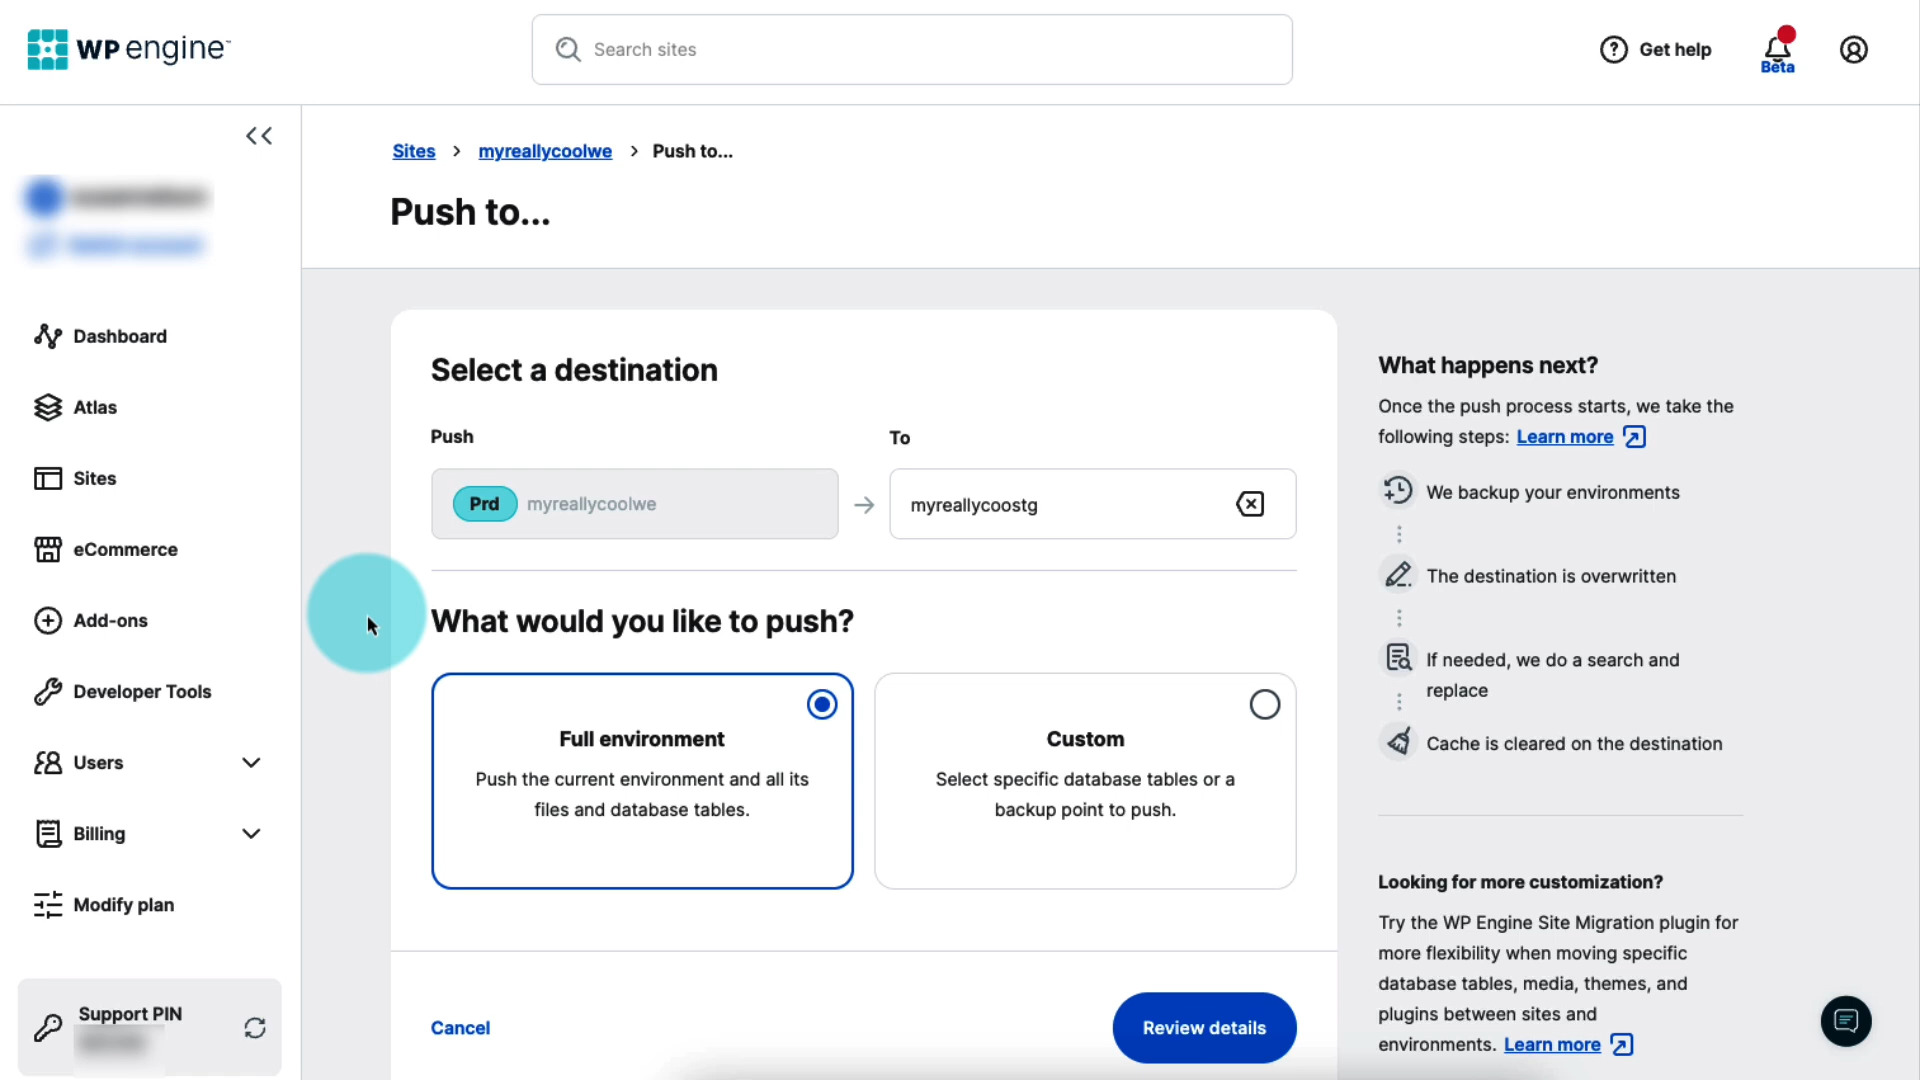 WP engine™
Search sites
Get help
Beta
Sites > myreallycoolwe > Push to...
Push to...
Dashboard
Atlas
Sites
eCommerce
Add-ons
Developer Tools
Users
Billing
Modify plan
Support PIN
Select a destination
Push
To
Prd myreallycoolwe
myreallycoostg
What would you like to push?
Full environment
Push the current environment and all its
files and database tables.
Custom
Select specific database tables or a
backup point to push.
Cancel
Review details
What happens next?
Once the push process starts, we take the
following steps: Learn more
We backup your environments
The destination is overwritten
If needed, we do a search and
replace
Cache is cleared on the destination
Looking for more customization?
Try the WP Engine Site Migration plugin for
more flexibility when moving specific
database tables, media, themes, and
plugins between sites and
environments. Learn more